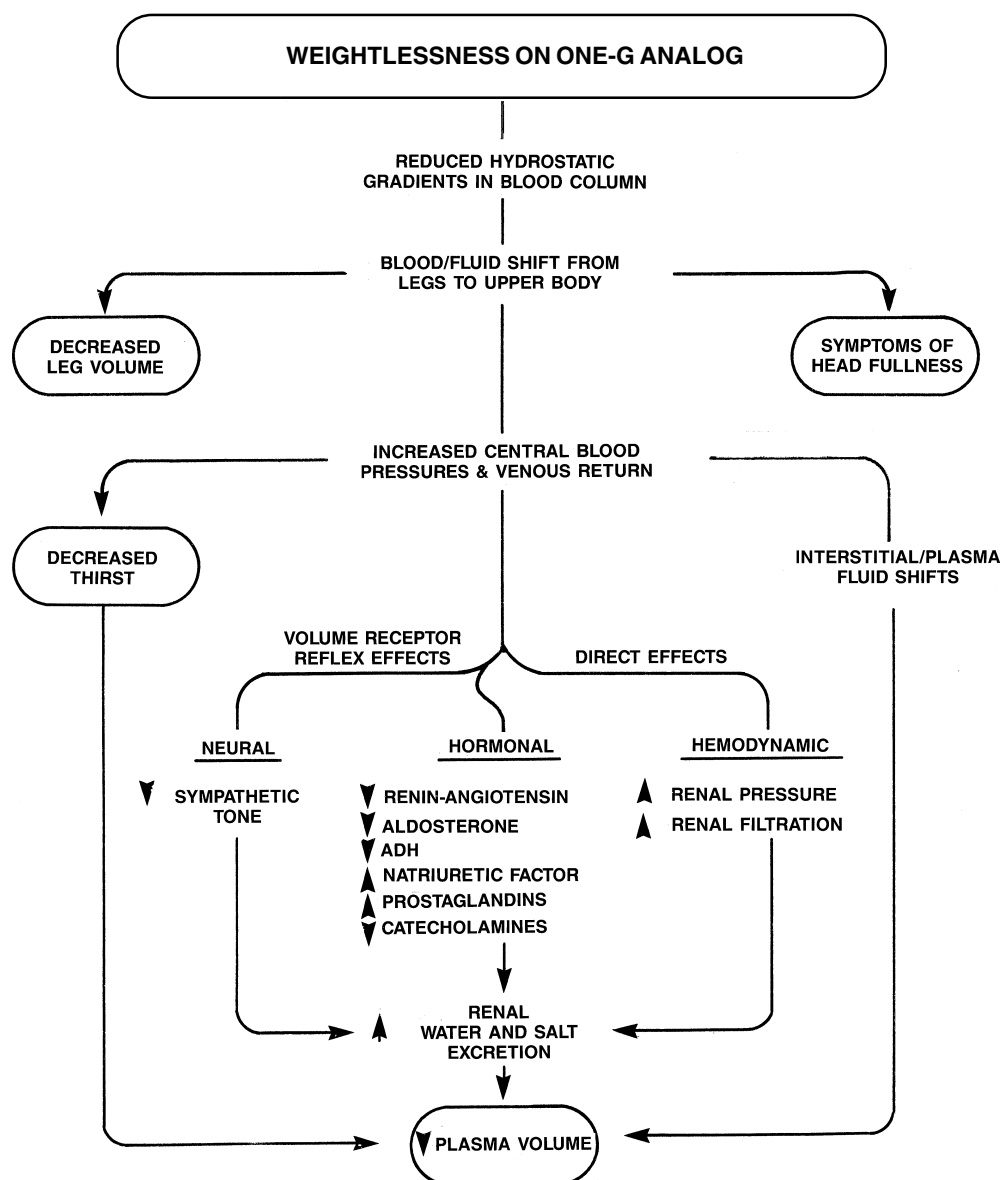 WEIGHTLESSNESS ON ONE-G ANALOG
REDUCED HYDROSTATIC
GRADIENTS IN BLOOD COLUMN
BLOOD/FLUID SHIFT FROM
LEGS TO UPPER BODY
DECREASED
LEG VOLUME
SYMPTOMS OF
HEAD FULLNESS
INCREASED CENTRAL BLOOD
PRESSURES & VENOUS RETURN
DECREASED
THIRST
INTERSTITIAL/PLASMA
FLUID SHIFTS
VOLUME RECEPTOR
REFLEX EFFECTS
DIRECT EFFECTS
NEURAL
SYMPATHETIC
TONE
HORMONAL
RENIN-ANGIOTENSIN
ALDOSTERONE
ADH
NATRIURETIC FACTOR
PROSTAGLANDINS
CATECHOLAMINES
HEMODYNAMIC
RENAL PRESSURE
RENAL FILTRATION
RENAL
WATER AND SALT
EXCRETION
PLASMA VOLUME